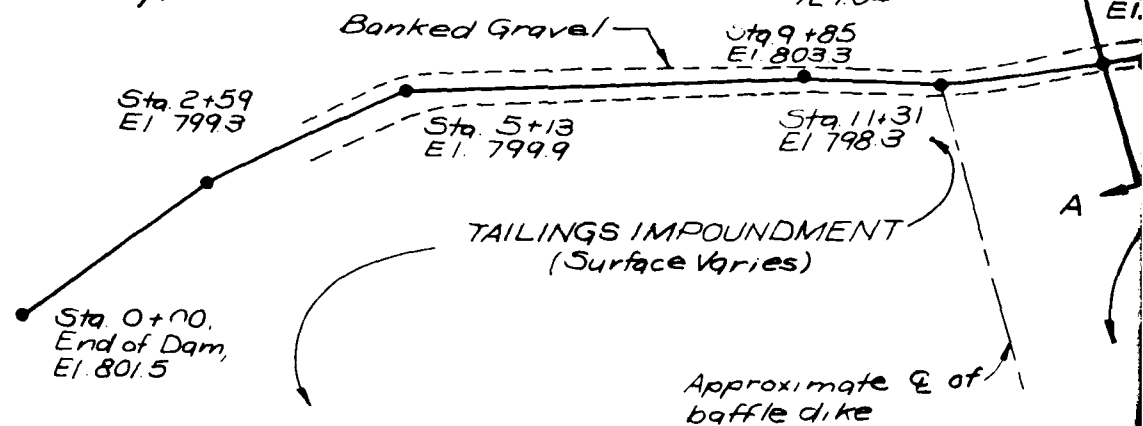 Banked Gravel
Sta 9+85
El. 803.3
El.
Sta. 2+59
El 799.3
Sta. 5+13
El. 799.9
Sta. 11+31
El 798.3
A
TAILINGS IMPOUNDMENT
(Surface Varies)
Sta. 0+00,
End of Dam,
El. 801.5
Approximate ℄ of
baffle dike